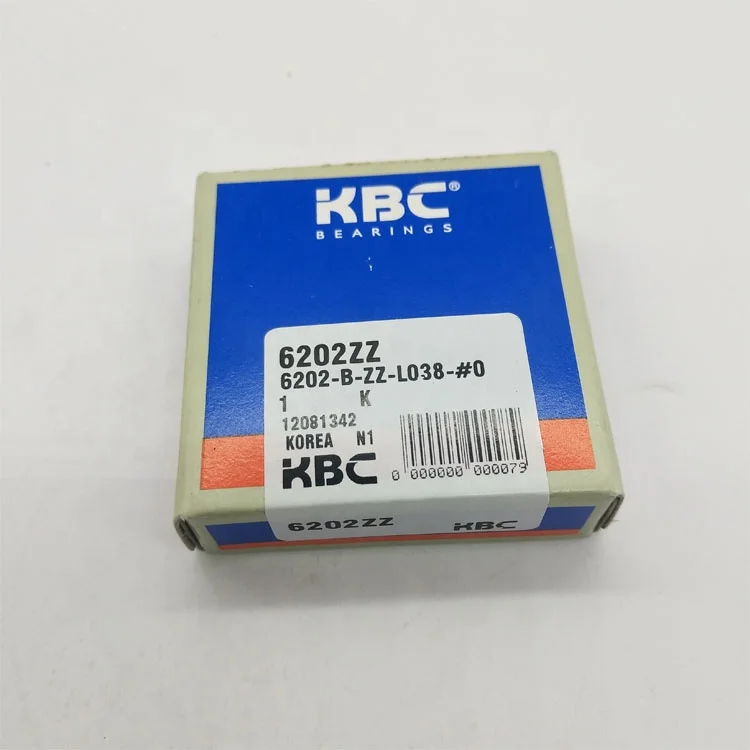 KBC®
BEARINGS
6202ZZ
6202-B-ZZ-L038-#0
1 K
12081342
KOREA N1
KBC
0 000000 000079
6202ZZ KBC